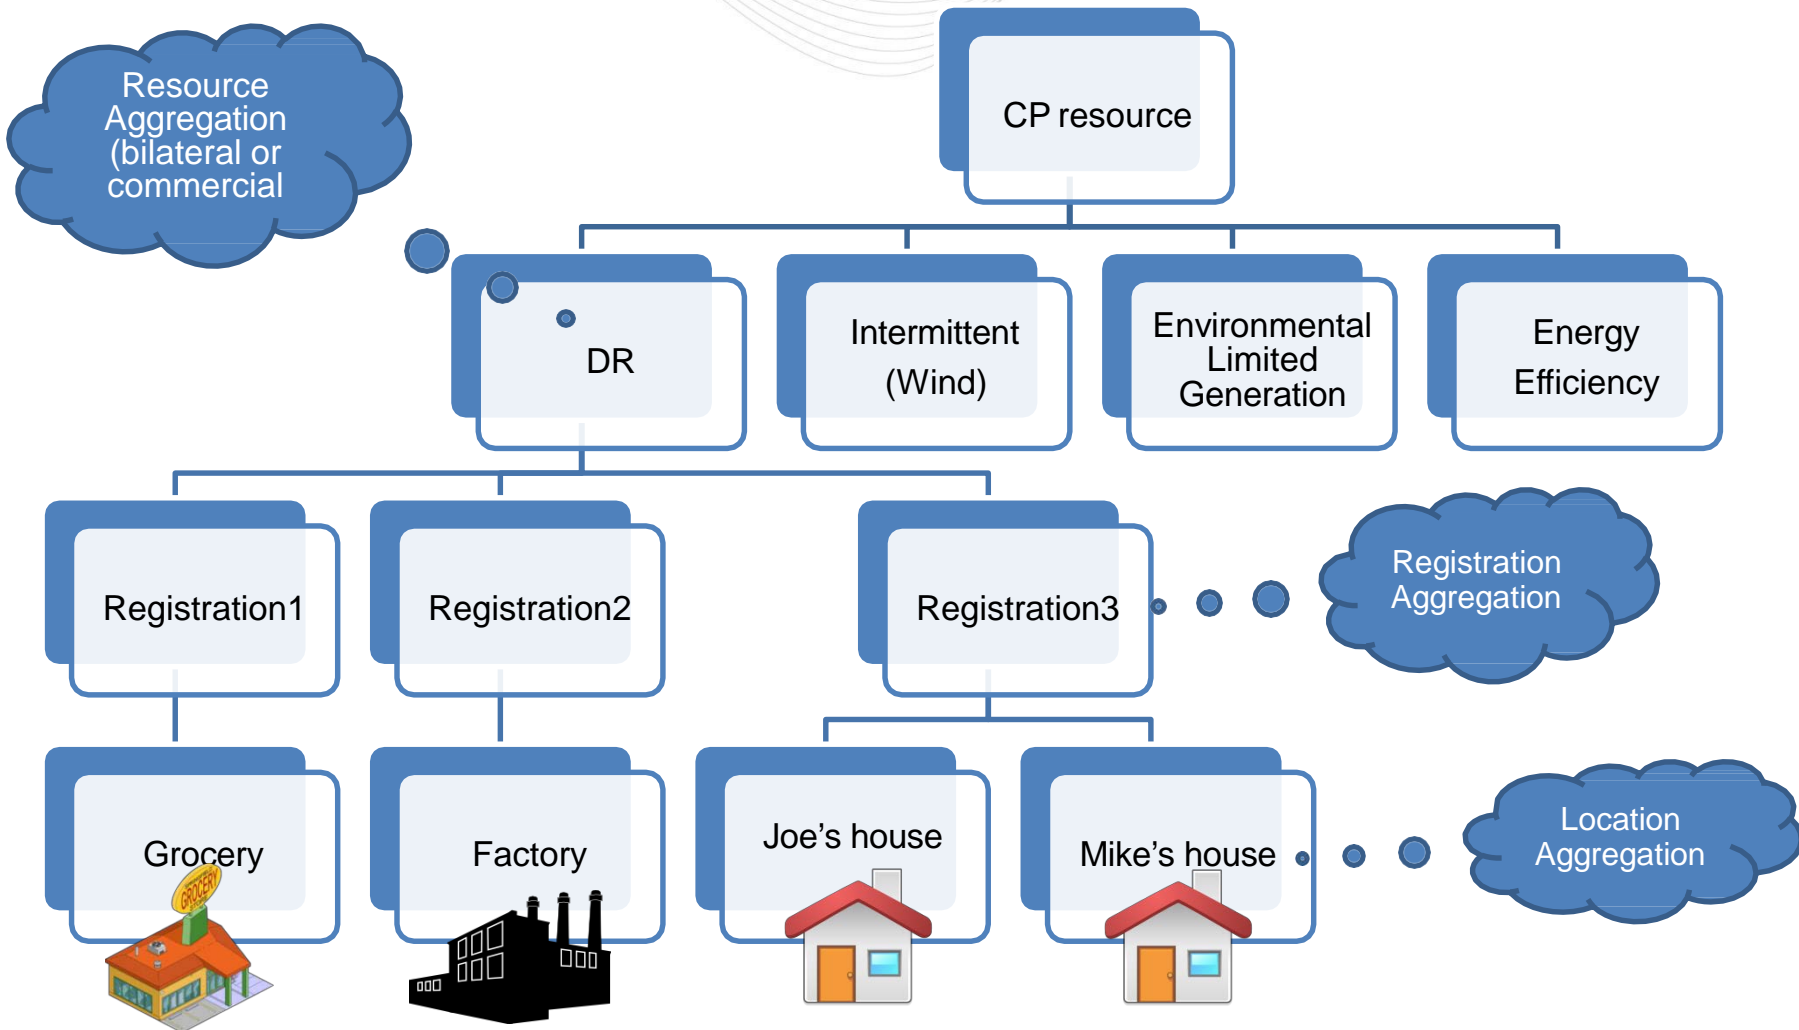 Resource
Aggregation
(bilateral or
commercial
CP resource
DR
Intermittent
(Wind)
Environmental
Limited
Generation
Energy
Efficiency
Registration1
Registration2
Registration3
Registration
Aggregation
Grocery
GROCERY
Factory
Joe's house
Mike's house
Location
Aggregation